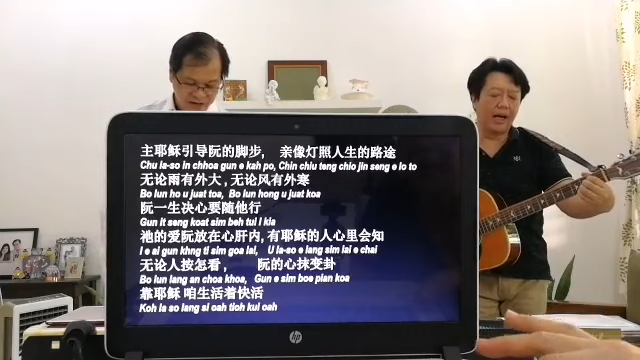 主耶稣引导阮的脚步,    亲像灯照人生的路途
Chu Ia-so in chhoa gun e kah po, Chin chhiu teng chio jin seng e lo to
无论雨有外大, 无论风有外寒
Bo lun ho u juat toa,  Bo lun hong u juat koa
阮一生决心要随他行
Gun it seng koat sim beh tui I kia
祂的爱阮放在心肝内, 有耶稣的人心里会知
I e ai gun khng ti sim goa lai,   U Ia-so e lang sim lai e chai
无论人按怎看 ,        阮的心抹变卦
Bo lun lang an choa khoa,   Gun e sim boe pian koa
靠耶稣 咱生活着快活
Koh Ia so lang si oah tioh kui oah
hp